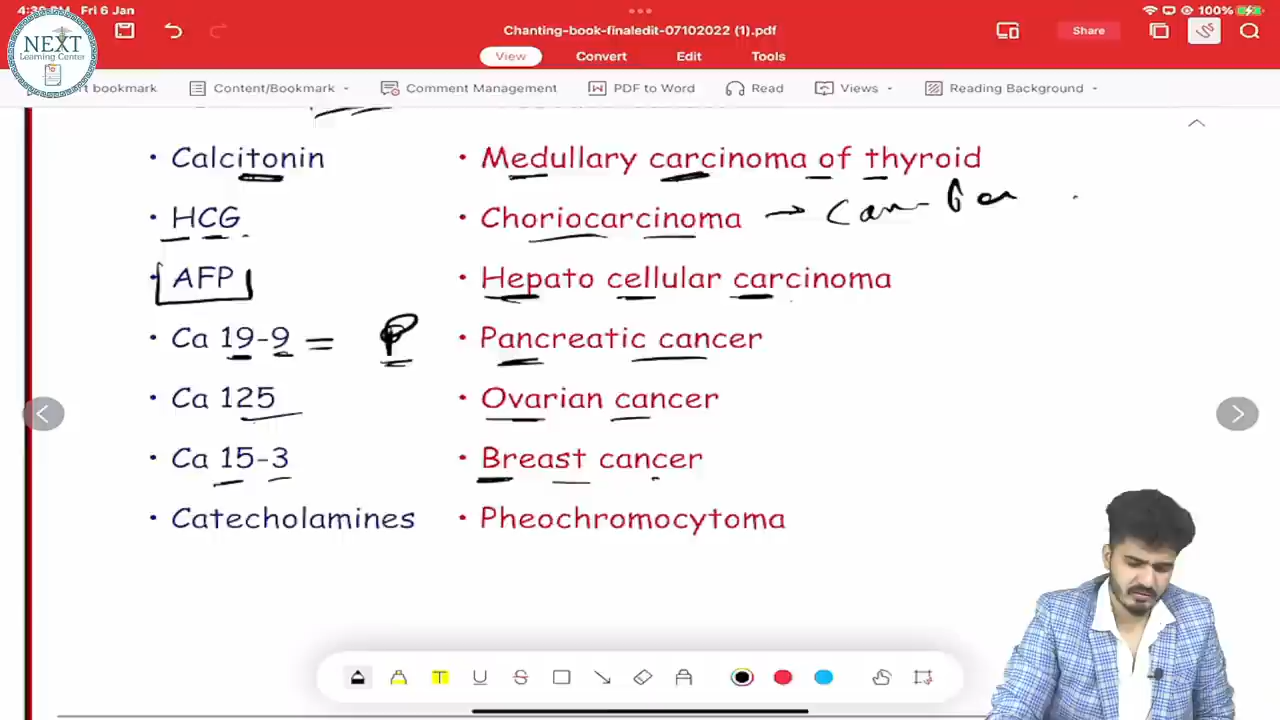 4:36 PM Fri 6 Jan
100%
NEXT
Learning Center
Chanting-book-finaledit-07102022 (1).pdf
Share
View Convert Edit Tools
rt bookmark Content/Bookmark Comment Management PDF to Word Read Views Reading Background
• Calcitonin • Medullary carcinoma of thyroid
• HCG • Choriocarcinoma →
• AFP • Hepato cellular carcinoma
• Ca 19-9 = P • Pancreatic cancer
• Ca 125 • Ovarian cancer
• Ca 15-3 • Breast cancer
• Catecholamines • Pheochromocytoma